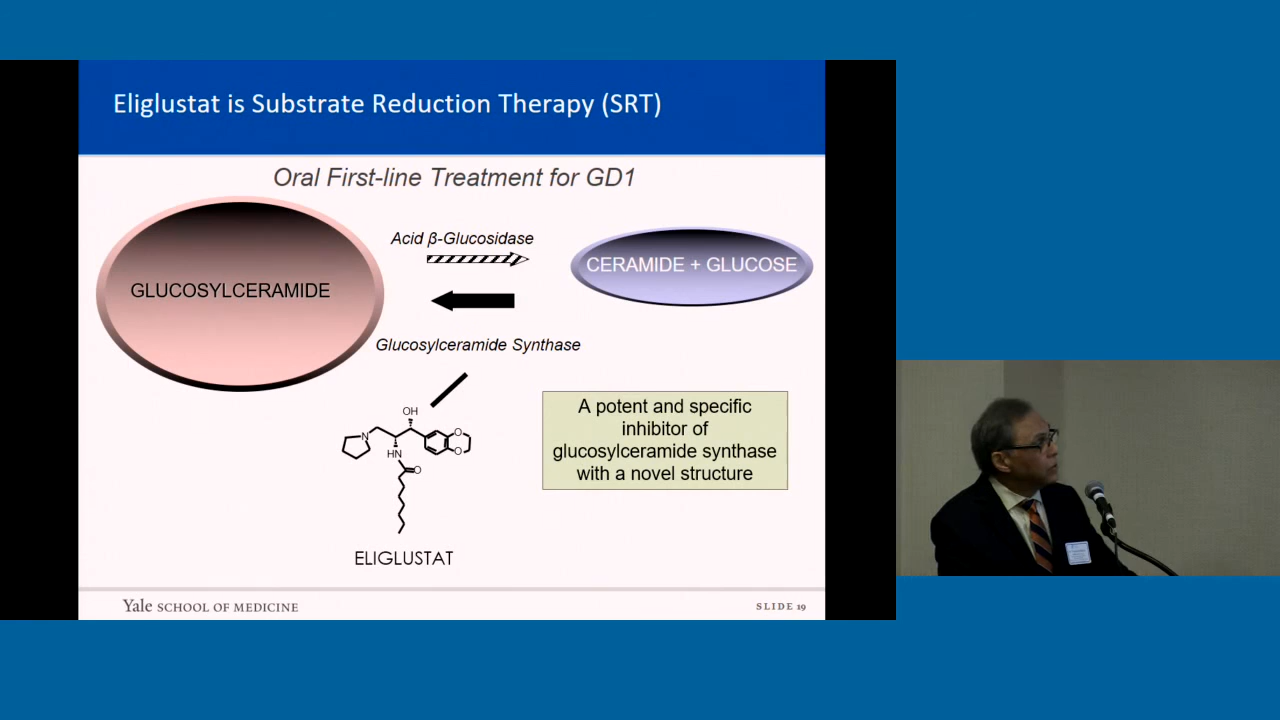 Eliglustat is Substrate Reduction Therapy (SRT)
Oral First-line Treatment for GD1
Acid β-Glucosidase
GLUCOSYLCERAMIDE
CERAMIDE + GLUCOSE
Glucosylceramide Synthase
OH
N
HN
O
O
O
ELIGLUSTAT
A potent and specific
inhibitor of
glucosylceramide synthase
with a novel structure
Yale SCHOOL OF MEDICINE
SLIDE 19